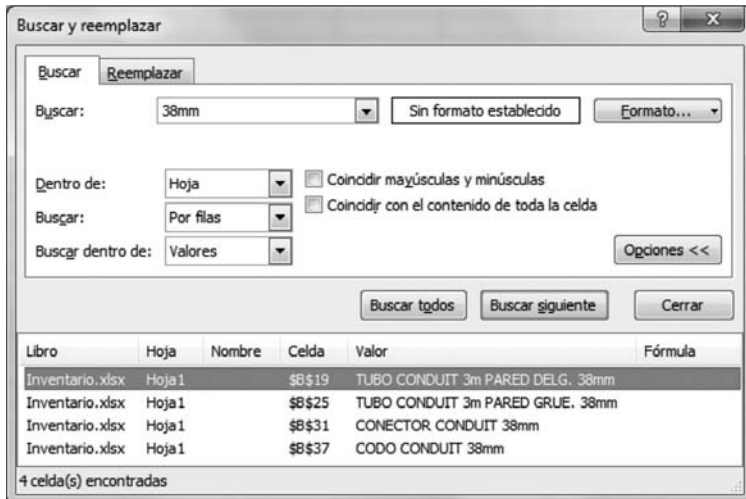 Buscar y reemplazar
Buscar Reemplazar
Buscar: 38mm Sin formato establecido Formato...
Dentro de: Hoja Coincidir mayúsculas y minúsculas
Buscar: Por filas Coincidir con el contenido de toda la celda
Buscar dentro de: Valores Opciones <<
Buscar todos Buscar siguiente Cerrar
Libro Hoja Nombre Celda Valor Fórmula
Inventario.xlsx Hoja1 $B$19 TUBO CONDUIT 3m PARED DELG. 38mm
Inventario.xlsx Hoja1 $B$25 TUBO CONDUIT 3m PARED GRUE. 38mm
Inventario.xlsx Hoja1 $B$31 CONECTOR CONDUIT 38mm
Inventario.xlsx Hoja1 $B$37 CODO CONDUIT 38mm
4 celda(s) encontradas